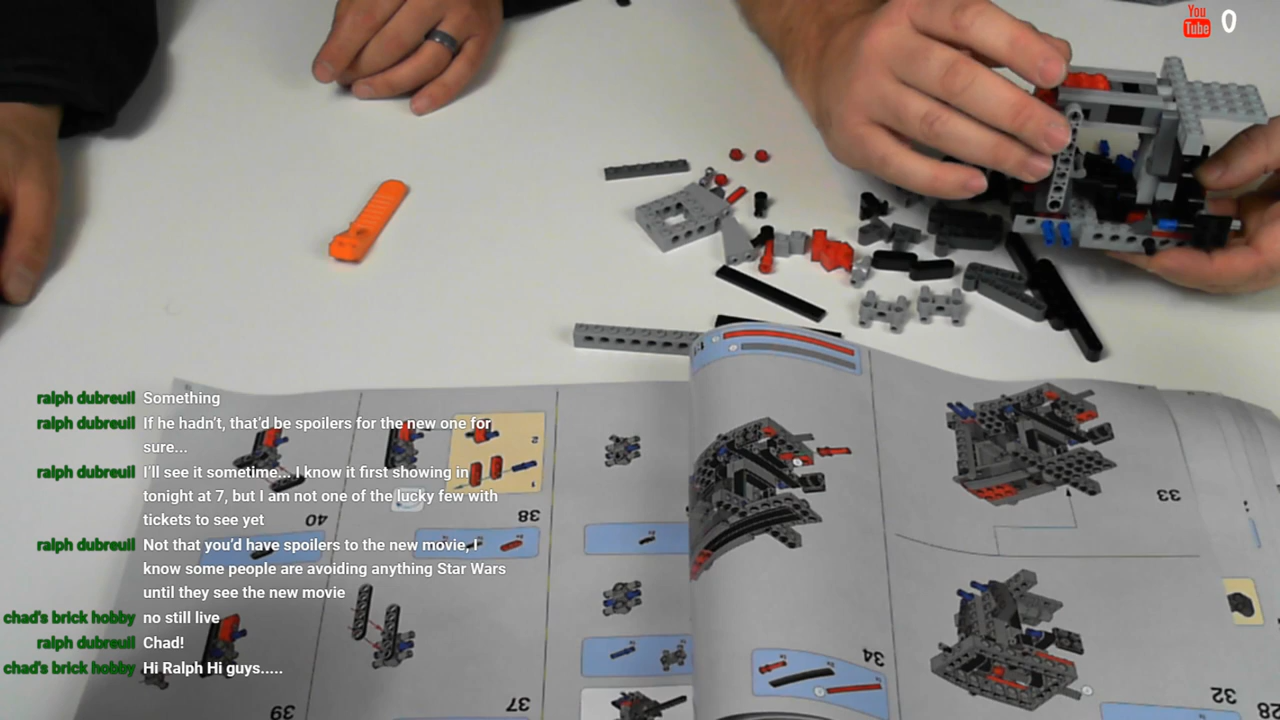 You
Tube 0
ralph dubreuil Something
ralph dubreuil If he hadn't, that'd be spoilers for the new one for
sure...
ralph dubreuil I'll see it sometime... I know it first showing in
tonight at 7, but I am not one of the lucky few with
tickets to see yet
ralph dubreuil Not that you'd have spoilers to the new movie, I
know some people are avoiding anything Star Wars
until they see the new movie
chad's brick hobby no still live
ralph dubreuil Chad!
chad's brick hobby Hi Ralph Hi guys.....
40
38
33
2
1
39
37
34
32
28